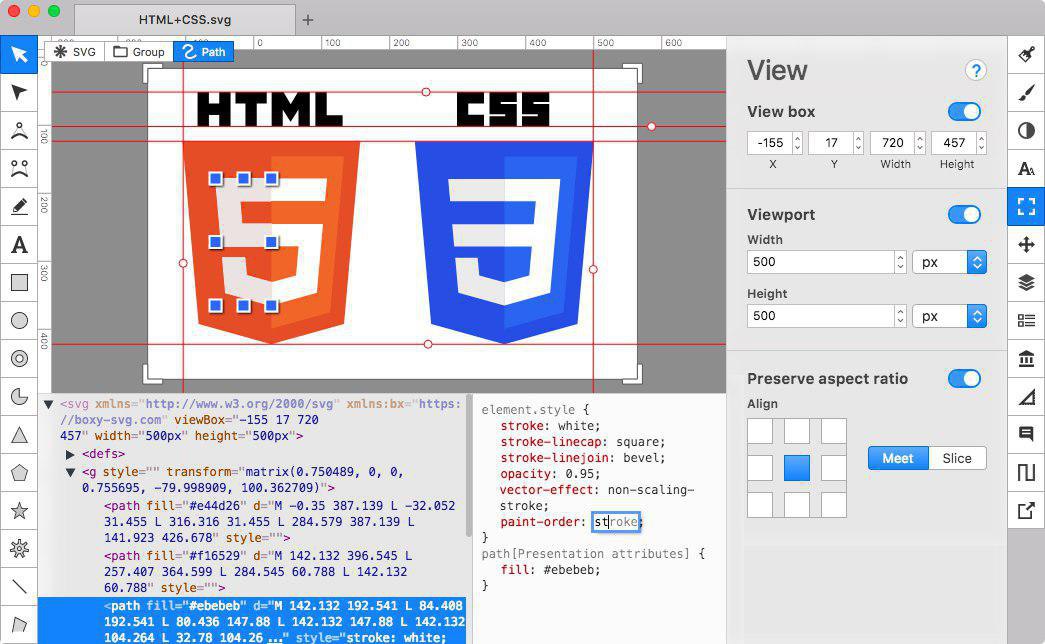 HTML+CSS.svg
SVG Group Path
0 100 200 300 400 500 600
0
100
200
300
400
HTML CSS
View
?
View box
-155 17 720 457
X Y Width Height
Viewport
Width
500 px
Height
500 px
Preserve aspect ratio
Align
Meet Slice
<svg xmlns="http://www.w3.org/2000/svg" xmlns:bx="https:
//boxy-svg.com" viewBox="-155 17 720
457" width="500px" height="500px">
<defs>
<g style="" transform="matrix(0.750489, 0, 0,
0.755695, -79.998909, 100.362709)">
<path fill="#e44d26" d="M -0.35 387.139 L -32.052
31.455 L 316.316 31.455 L 284.579 387.139 L
141.923 426.678" style="">
<path fill="#f16529" d="M 142.132 396.545 L
257.407 364.599 L 284.545 60.788 L 142.132
60.788" style="">
<path fill="#ebebeb" d="M 142.132 192.541 L 84.408
192.541 L 80.436 147.88 L 142.132 147.88 L 142.132
104.264 L 32.78 104.26 …" style="stroke: white;
element.style {
stroke: white;
stroke-linecap: square;
stroke-linejoin: bevel;
opacity: 0.95;
vector-effect: non-scaling-
stroke;
paint-order: stroke;
}
path[Presentation attributes] {
fill: #ebebeb;
}
A
AA